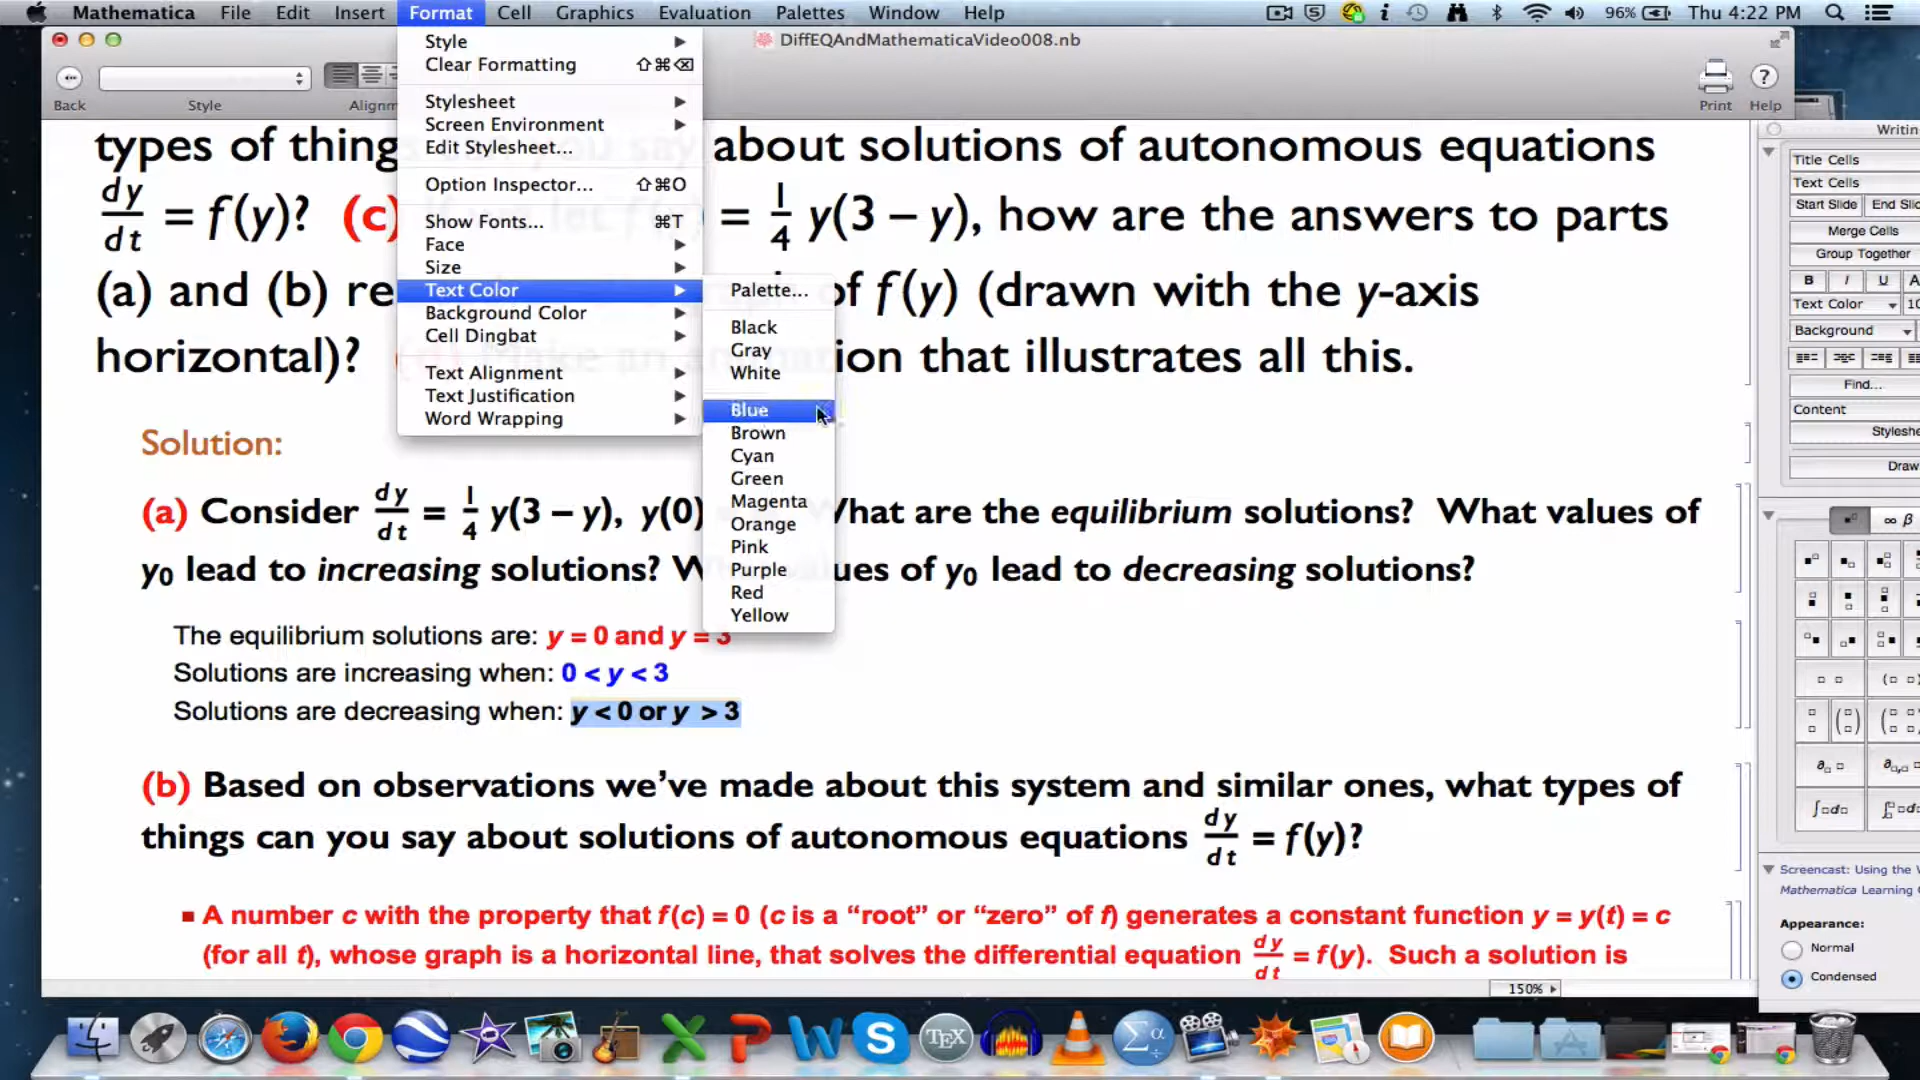 Mathematica File Edit Insert Format Cell Graphics Evaluation Palettes Window Help 96% Thu 4:22 PM
DiffEQAndMathematicaVideo008.nb
Back Style Print Help
Style
Clear Formatting ⇧⌘⌫
Stylesheet
Screen Environment
Edit Stylesheet...
Option Inspector... ⇧⌘O
Show Fonts... ⌘T
Face
Size
Text Color
Background Color
Cell Dingbat
Text Alignment
Text Justification
Word Wrapping
Palette...
Black
Gray
White
Blue
Brown
Cyan
Green
Magenta
Orange
Pink
Purple
Red
Yellow
types of about solutions of autonomous equations
dy/dt = f(y)? (c) = 1/4 y(3 – y), how are the answers to parts
(a) and (b) of f(y) (drawn with the y-axis
horizontal)? that illustrates all this.
Solution:
(a) Consider dy/dt = 1/4 y(3 – y), y(0) What are the equilibrium solutions? What values of
y0 lead to increasing solutions? of y0 lead to decreasing solutions?
The equilibrium solutions are: y = 0 and y = 3
Solutions are increasing when: 0 < y < 3
Solutions are decreasing when: y < 0 or y > 3
(b) Based on observations we've made about this system and similar ones, what types of
things can you say about solutions of autonomous equations dy/dt = f(y)?
■ A number c with the property that f(c) = 0 (c is a “root” or “zero” of f) generates a constant function y = y(t) = c
(for all t), whose graph is a horizontal line, that solves the differential equation dy/dt = f(y). Such a solution is
150%
Title Cells
Text Cells
Start Slide
Merge Cells
Group Together
B I U
Text Color
Background
Find...
Content
Draw
∞ β
Screencast: Using the
Mathematica Learning
Appearance:
Normal
Condensed
TEX